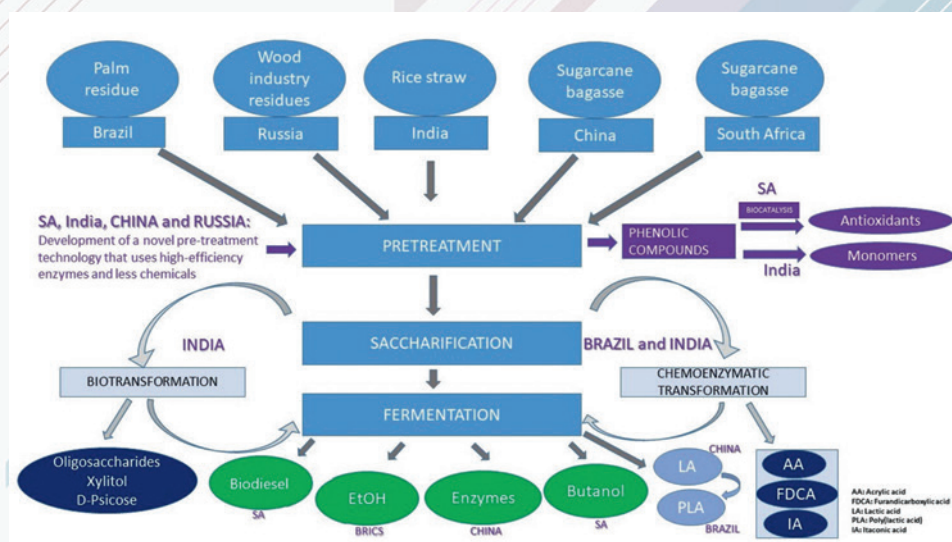 Palm
residue
Wood
industry
residues
Rice straw
Sugarcane
bagasse
Sugarcane
bagasse
Brazil
Russia
India
China
South Africa
SA, India, CHINA and RUSSIA:
Development of a novel pre-treatment
technology that uses high-efficiency
enzymes and less chemicals
PRETREATMENT
PHENOLIC
COMPOUNDS
SA
BIOCATALYSIS
Antioxidants
Monomers
India
SACCHARIFICATION
INDIA
BIOTRANSFORMATION
BRAZIL and INDIA
CHEMOENZYMATIC
TRANSFORMATION
FERMENTATION
Oligosaccharides
Xylitol
D-Psicose
Biodiesel
SA
EtOH
BRICS
Enzymes
CHINA
Butanol
SA
CHINA
LA
PLA
BRAZIL
AA
FDCA
IA
AA: Acrylic acid
FDCA: Furandicarboxylic acid
LA: Lactic acid
PLA: Poly(lactic acid)
IA: Itaconic acid